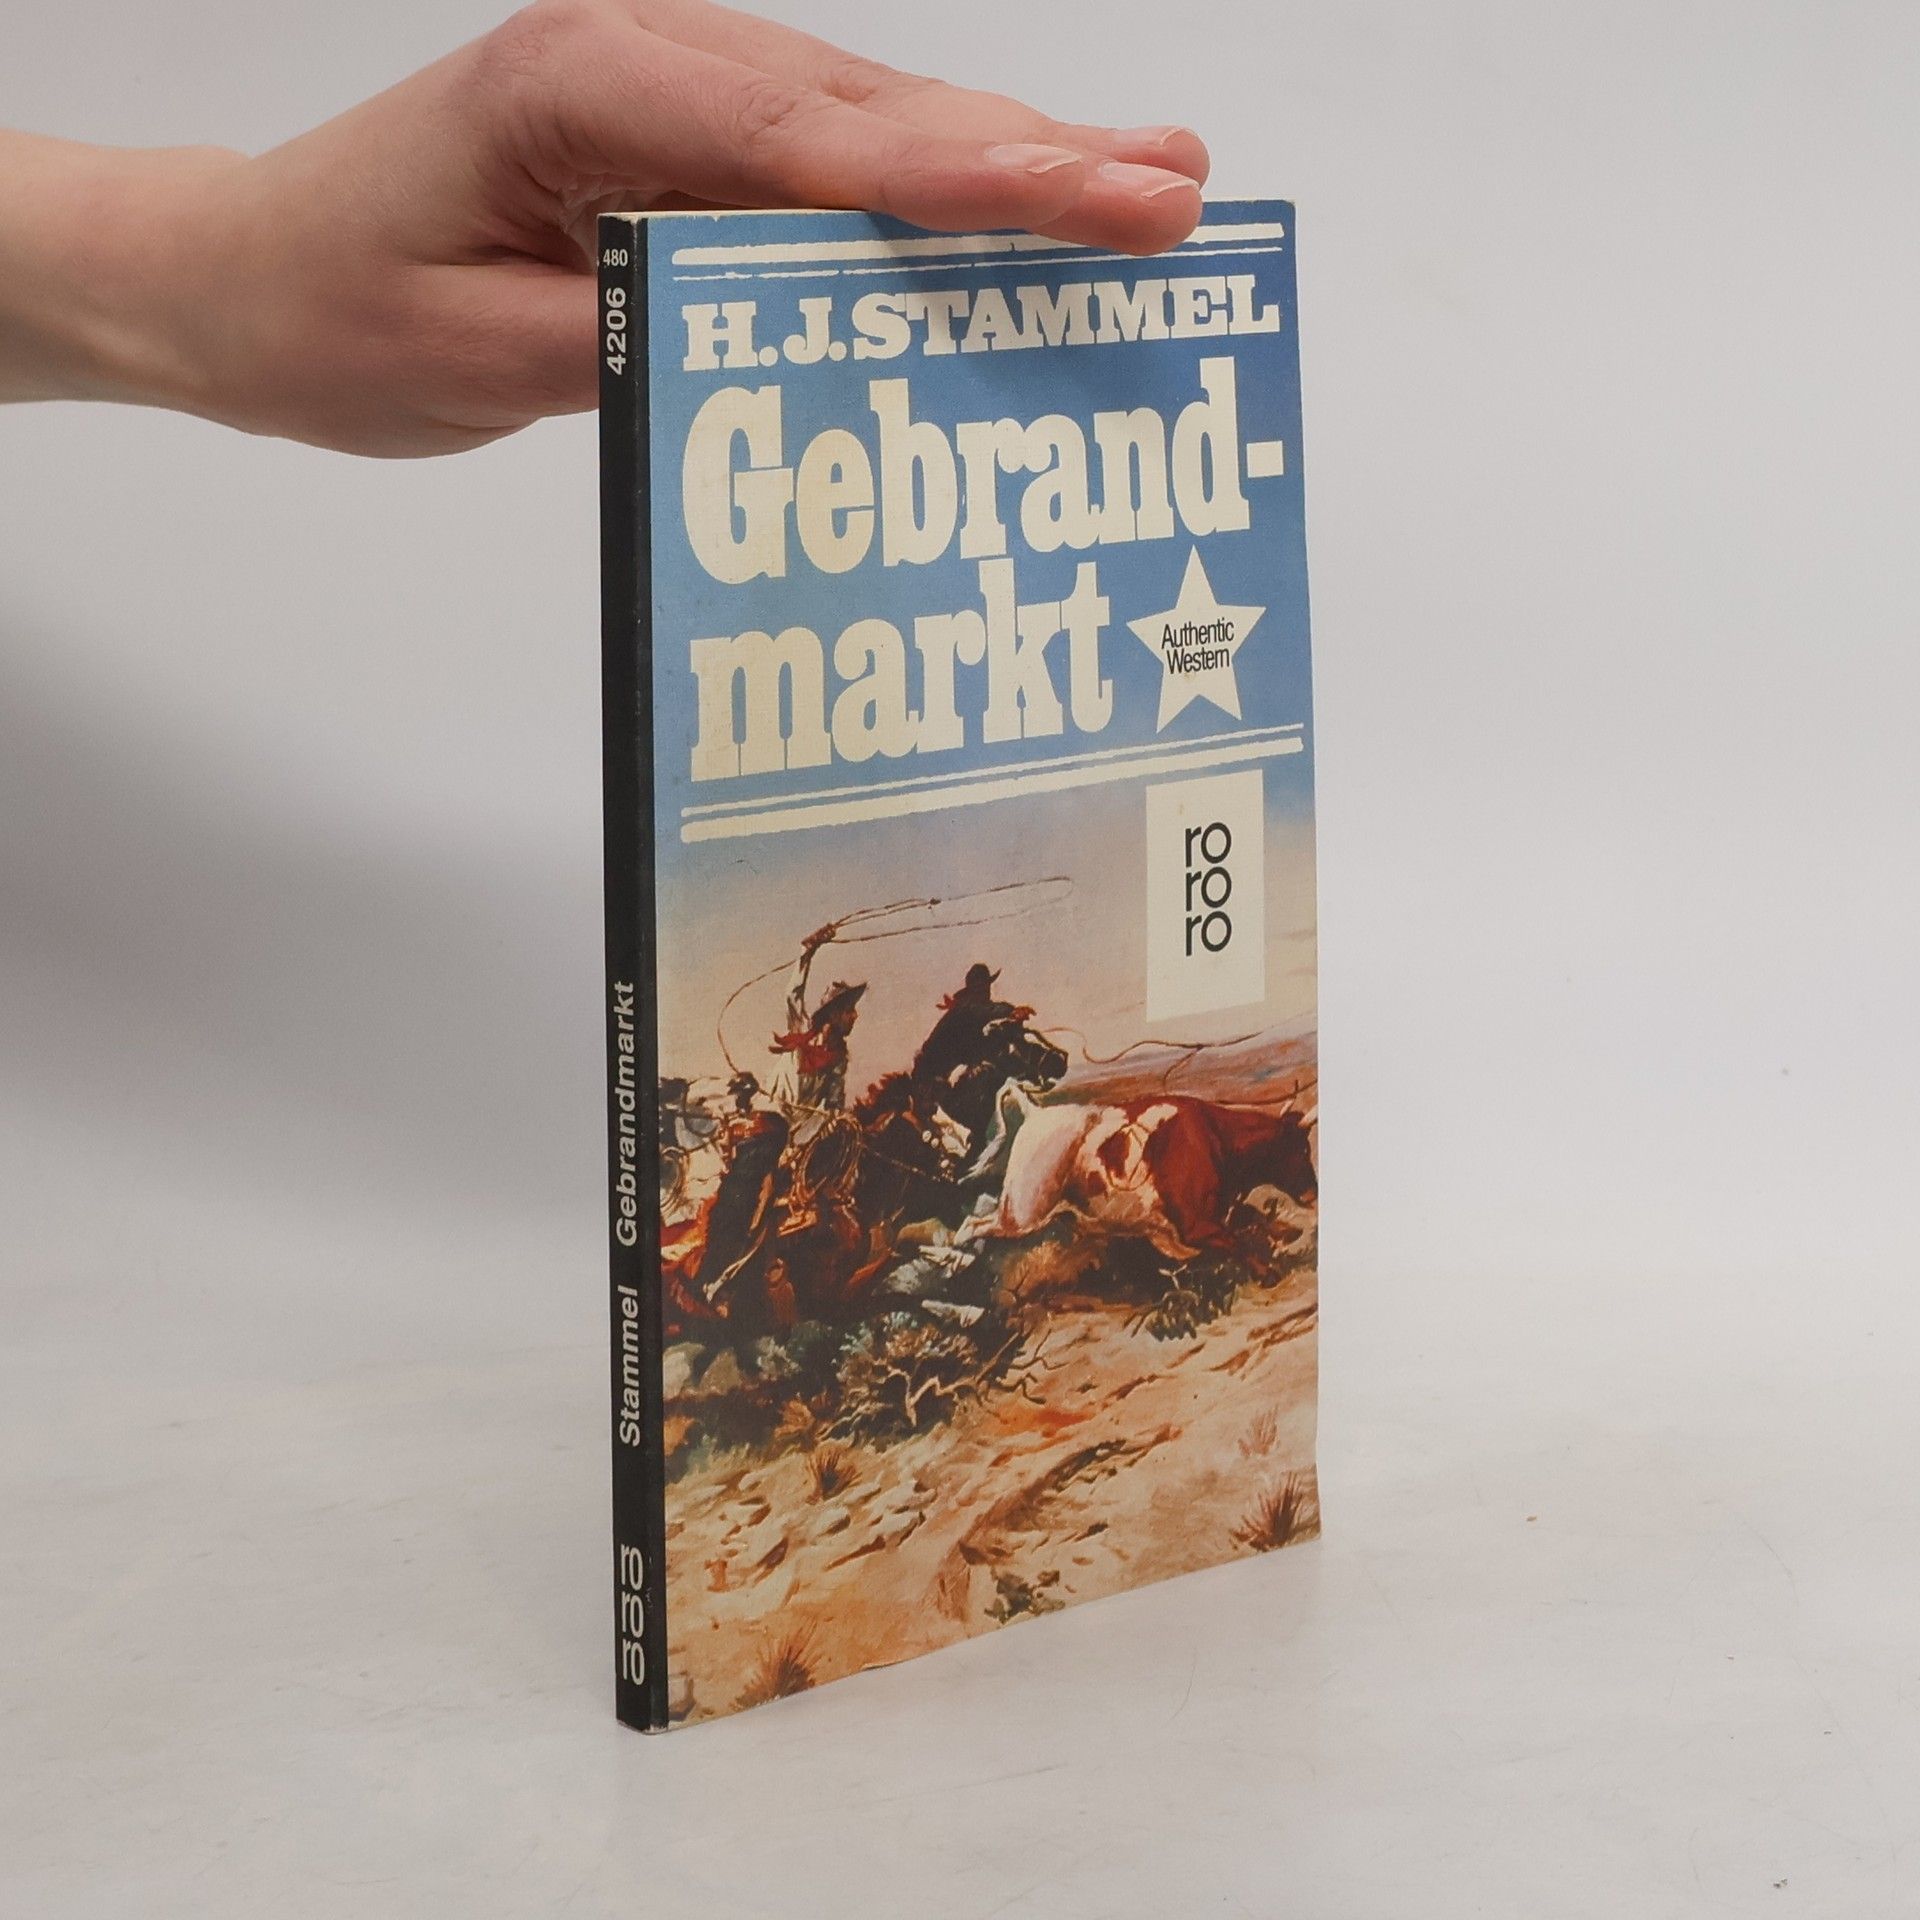 H.J. STAMMEL
Gebrand-
markt
Authentic
Western
ro
ro
ro
480
4206
Stammel Gebrandmarkt
ro
ro
ro